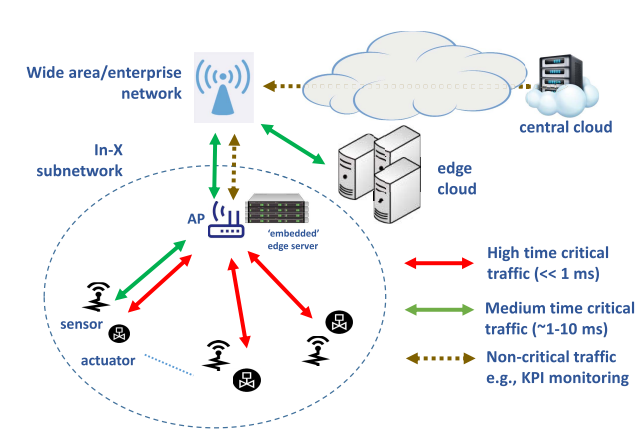 Wide area/enterprise
network
central cloud
In-X
subnetwork
edge
cloud
AP
'embedded'
edge server
High time critical
traffic (<< 1 ms)
sensor
Medium time critical
traffic (~1-10 ms)
actuator
Non-critical traffic
e.g., KPI monitoring